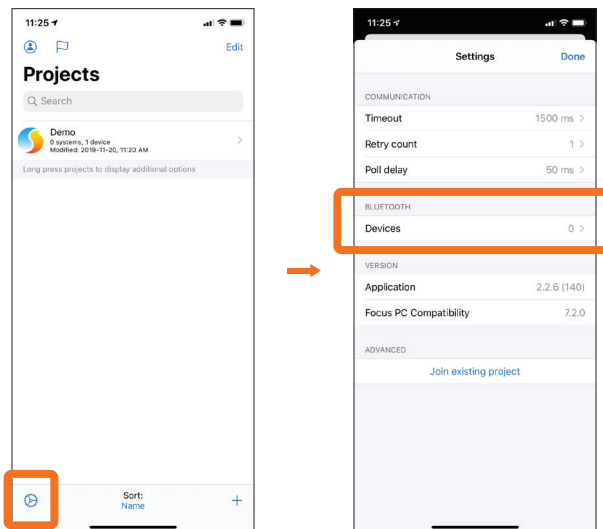 11:25
Edit
Projects
Search
Demo
0 systems, 1 device
Modified: 2019-11-20, 11:20 AM
Long press projects to display additional options
Sort:
Name
11:25
Settings
Done
COMMUNICATION
Timeout 1500 ms
Retry count 1
Poll delay 50 ms
BLUETOOTH
Devices 0
VERSION
Application 2.2.6 (140)
Focus PC Compatibility 7.2.0
ADVANCED
Join existing project